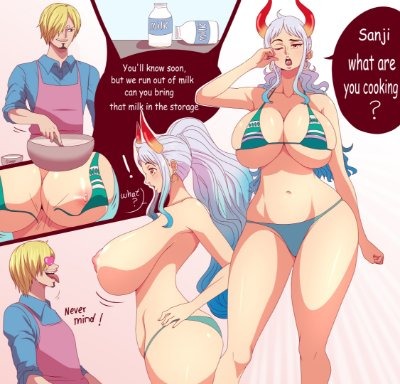 MILK
MILK
You'll know soon,
but we run out of milk
can you bring
that milk in the storage
Sanji
what are
you cooking
?
!
what?
Never
mind!